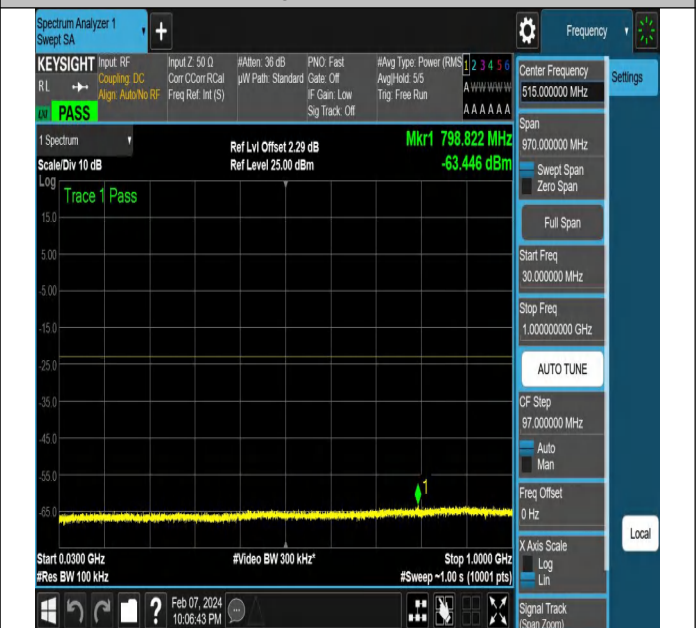 Spectrum Analyzer 1
Swept SA
+
Frequency
KEYSIGHT
RL
PASS
Input: RF
Coupling: DC
Align: Auto/No RF
Input Z: 50 Ω
Corr CCorr RCal
Freq Ref: Int (S)
#Atten: 36 dB
µW Path: Standard
PNO: Fast
Gate: Off
IF Gain: Low
Sig Track: Off
#Avg Type: Power (RMS
Avg|Hold: 5/5
Trig: Free Run
1 2 3 4 5 6
A W W W W W
A A A A A A
1 Spectrum
Scale/Div 10 dB
Ref Lvl Offset 2.29 dB
Ref Level 25.00 dBm
Mkr1 798.822 MHz
-63.446 dBm
Log
Trace 1 Pass
15.0
5.00
-5.00
-15.0
-25.0
-35.0
-45.0
-55.0
-65.0
1
Start 0.0300 GHz
#Res BW 100 kHz
#Video BW 300 kHz*
Stop 1.0000 GHz
#Sweep ~1.00 s (10001 pts)
Feb 07, 2024
10:06:43 PM
Center Frequency
515.000000 MHz
Settings
Span
970.000000 MHz
Swept Span
Zero Span
Full Span
Start Freq
30.000000 MHz
Stop Freq
1.000000000 GHz
AUTO TUNE
CF Step
97.000000 MHz
Auto
Man
Freq Offset
0 Hz
Local
X Axis Scale
Log
Lin
Signal Track
(Span Zoom)